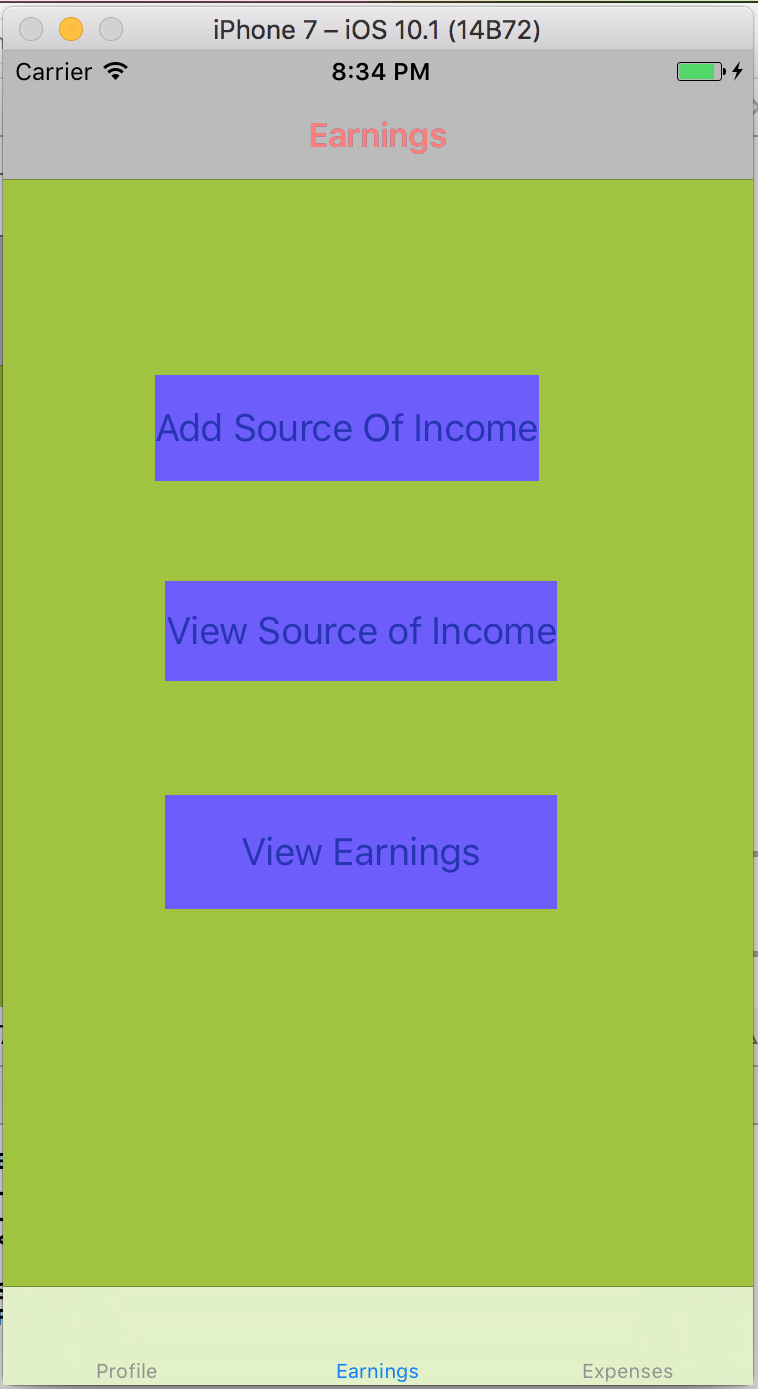 iPhone 7 – iOS 10.1 (14B72)
Carrier 8:34 PM
Earnings
Add Source Of Income
View Source of Income
View Earnings
Profile Earnings Expenses